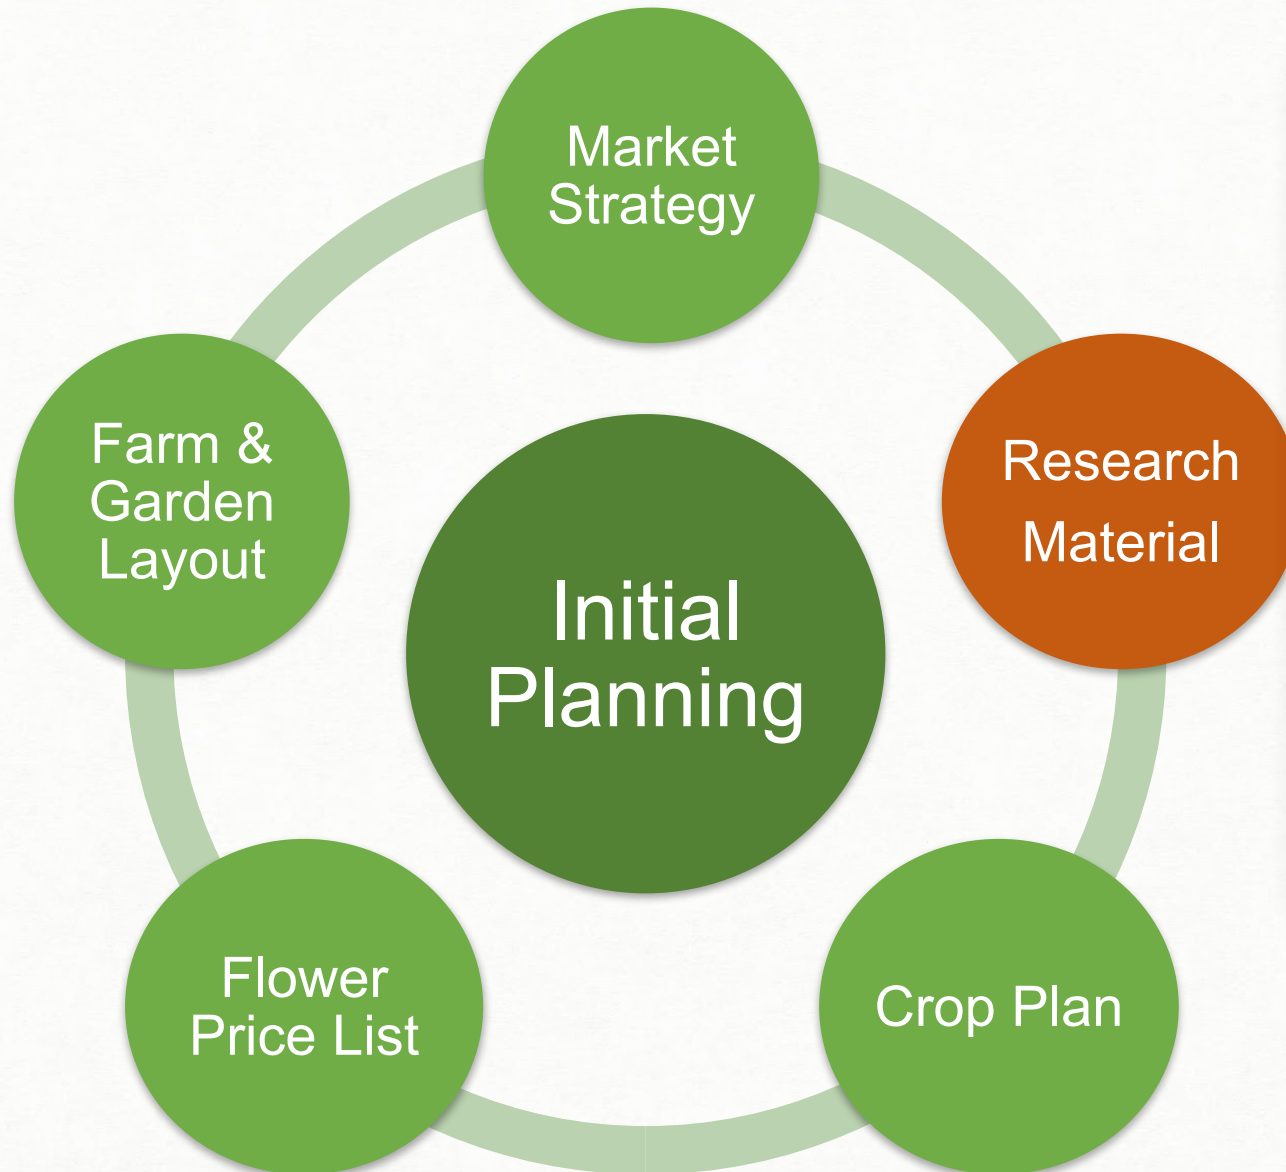 Market
Strategy
Research
Material
Farm &
Garden
Layout
Initial
Planning
Flower
Price List
Crop Plan